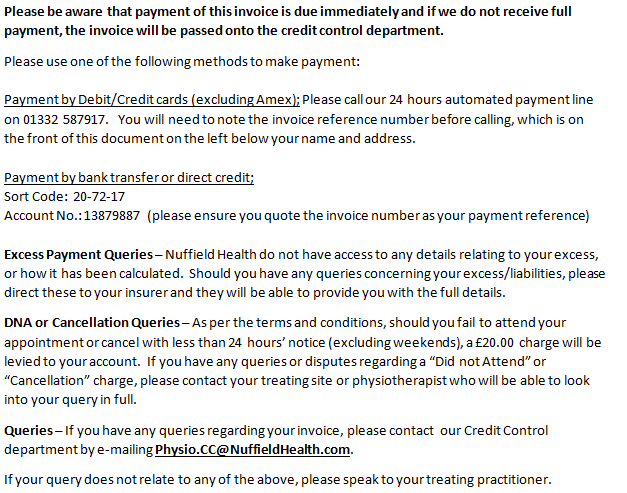 Please be aware that payment of this invoice is due immediately and if we do not receive full
payment, the invoice will be passed onto the credit control department.
Please use one of the following methods to make payment:
Payment by Debit/Credit cards (excluding Amex); Please call our 24 hours automated payment line
on 01332 587917. You will need to note the invoice reference number before calling, which is on
the front of this document on the left below your name and address.
Payment by bank transfer or direct credit;
Sort Code: 20-72-17
Account No.: 13879887 (please ensure you quote the invoice number as your payment reference)
Excess Payment Queries – Nuffield Health do not have access to any details relating to your excess,
or how it has been calculated. Should you have any queries concerning your excess/liabilities, please
direct these to your insurer and they will be able to provide you with the full details.
DNA or Cancellation Queries – As per the terms and conditions, should you fail to attend your
appointment or cancel with less than 24 hours’ notice (excluding weekends), a £20.00 charge will be
levied to your account. If you have any queries or disputes regarding a “Did not Attend” or
“Cancellation” charge, please contact your treating site or physiotherapist who will be able to look
into your query in full.
Queries – If you have any queries regarding your invoice, please contact our Credit Control
department by e-mailing Physio.CC@NuffieldHealth.com.
If your query does not relate to any of the above, please speak to your treating practitioner.